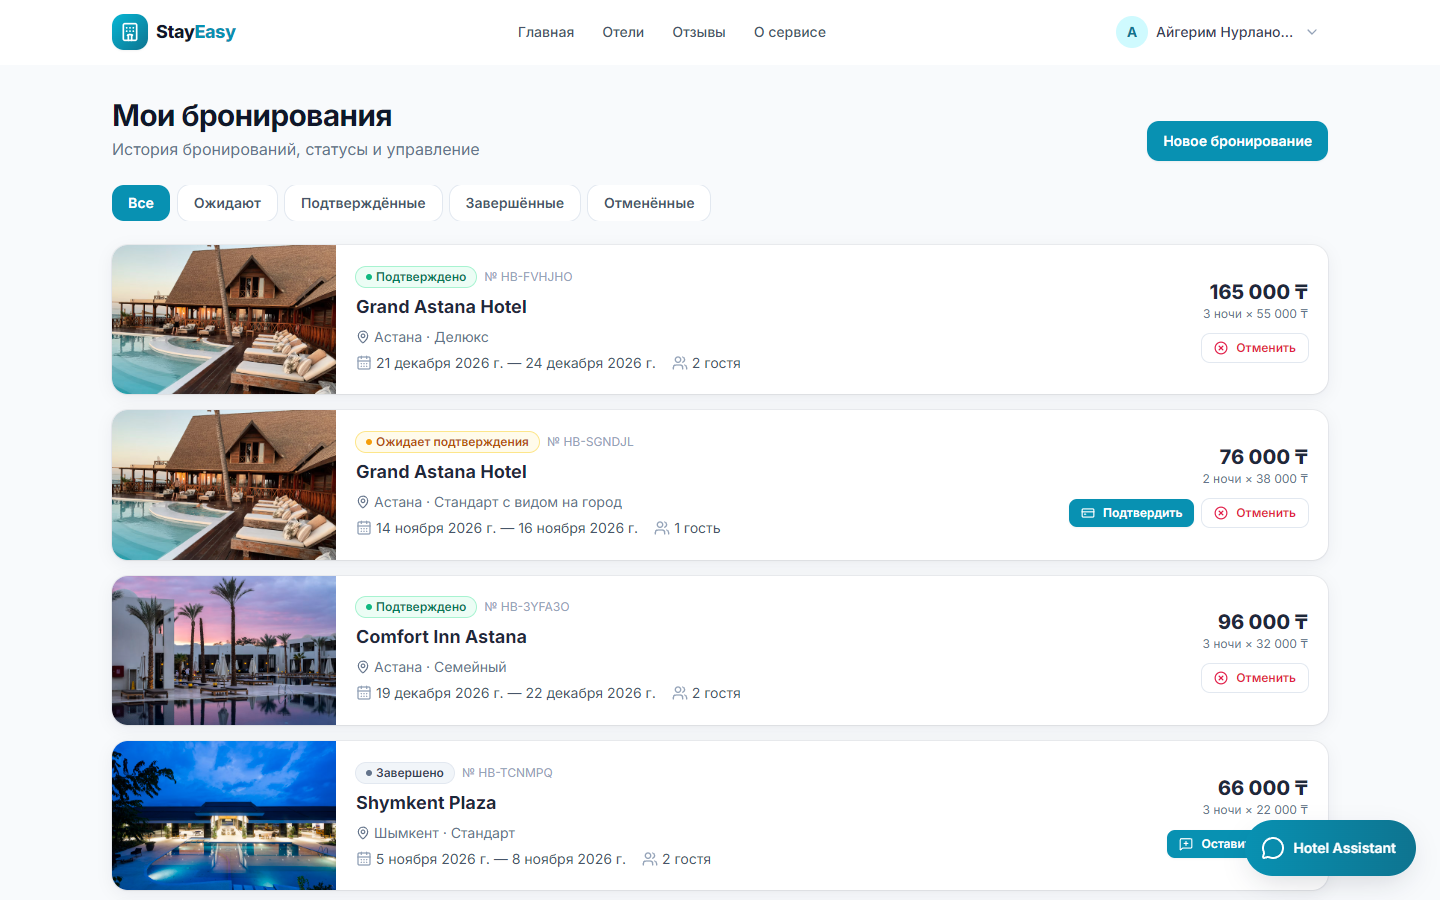 StayEasy
Главная Отели Отзывы О сервисе
А Айгерим Нурлано...
Мои бронирования
История бронирований, статусы и управление
Новое бронирование
Все Ожидают Подтверждённые Завершённые Отменённые
Подтверждено № HB-FVHJHO
Grand Astana Hotel
Астана · Делюкс
21 декабря 2026 г. — 24 декабря 2026 г. 2 гостя
165 000 ₸
3 ночи × 55 000 ₸
Отменить
Ожидает подтверждения № HB-SGNDJL
Grand Astana Hotel
Астана · Стандарт с видом на город
14 ноября 2026 г. — 16 ноября 2026 г. 1 гость
76 000 ₸
2 ночи × 38 000 ₸
Подтвердить Отменить
Подтверждено № HB-3YFA3O
Comfort Inn Astana
Астана · Семейный
19 декабря 2026 г. — 22 декабря 2026 г. 2 гостя
96 000 ₸
3 ночи × 32 000 ₸
Отменить
Завершено № HB-TCNMPQ
Shymkent Plaza
Шымкент · Стандарт
5 ноября 2026 г. — 8 ноября 2026 г. 2 гостя
66 000 ₸
3 ночи × 22 000 ₸
Hotel Assistant